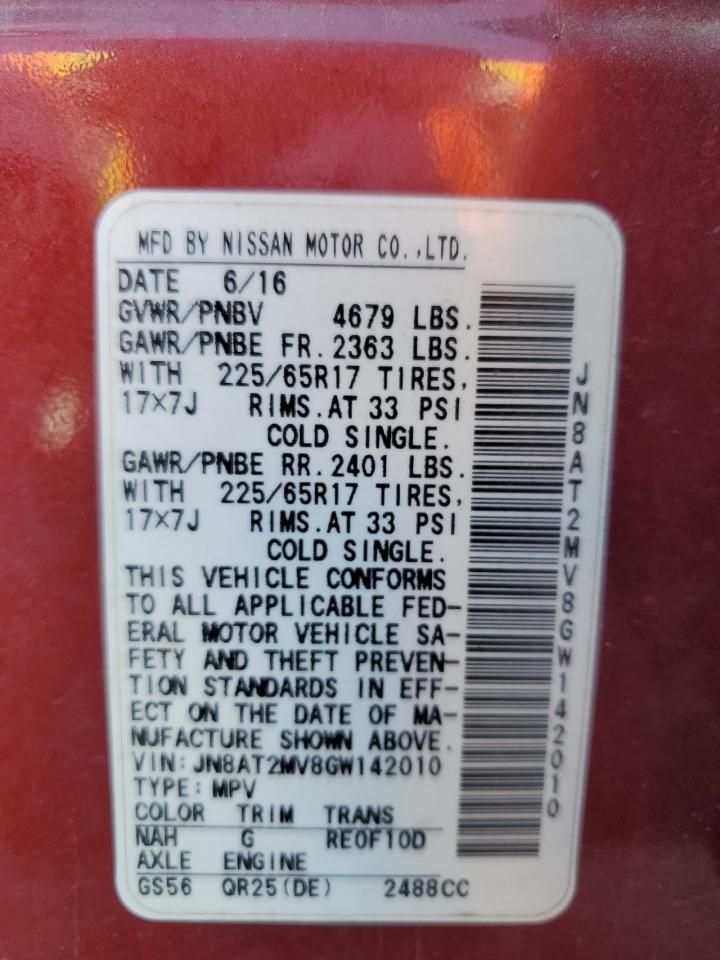 MFD BY NISSAN MOTOR CO.,LTD.
DATE 6/16
GVWR/PNBV 4679 LBS.
GAWR/PNBE FR. 2363 LBS.
WITH 225/65R17 TIRES,
17×7J RIMS. AT 33 PSI
COLD SINGLE.
GAWR/PNBE RR. 2401 LBS.
WITH 225/65R17 TIRES,
17×7J RIMS. AT 33 PSI
COLD SINGLE.
THIS VEHICLE CONFORMS
TO ALL APPLICABLE FED-
ERAL MOTOR VEHICLE SA-
FETY AND THEFT PREVEN-
TION STANDARDS IN EFF-
ECT ON THE DATE OF MA-
NUFACTURE SHOWN ABOVE.
VIN: JN8AT2MV8GW142010
TYPE: MPV
COLOR TRIM TRANS
NAH G RE0F10D
AXLE ENGINE
GS56 QR25(DE) 2488CC
JN8AT2MV8GW142010